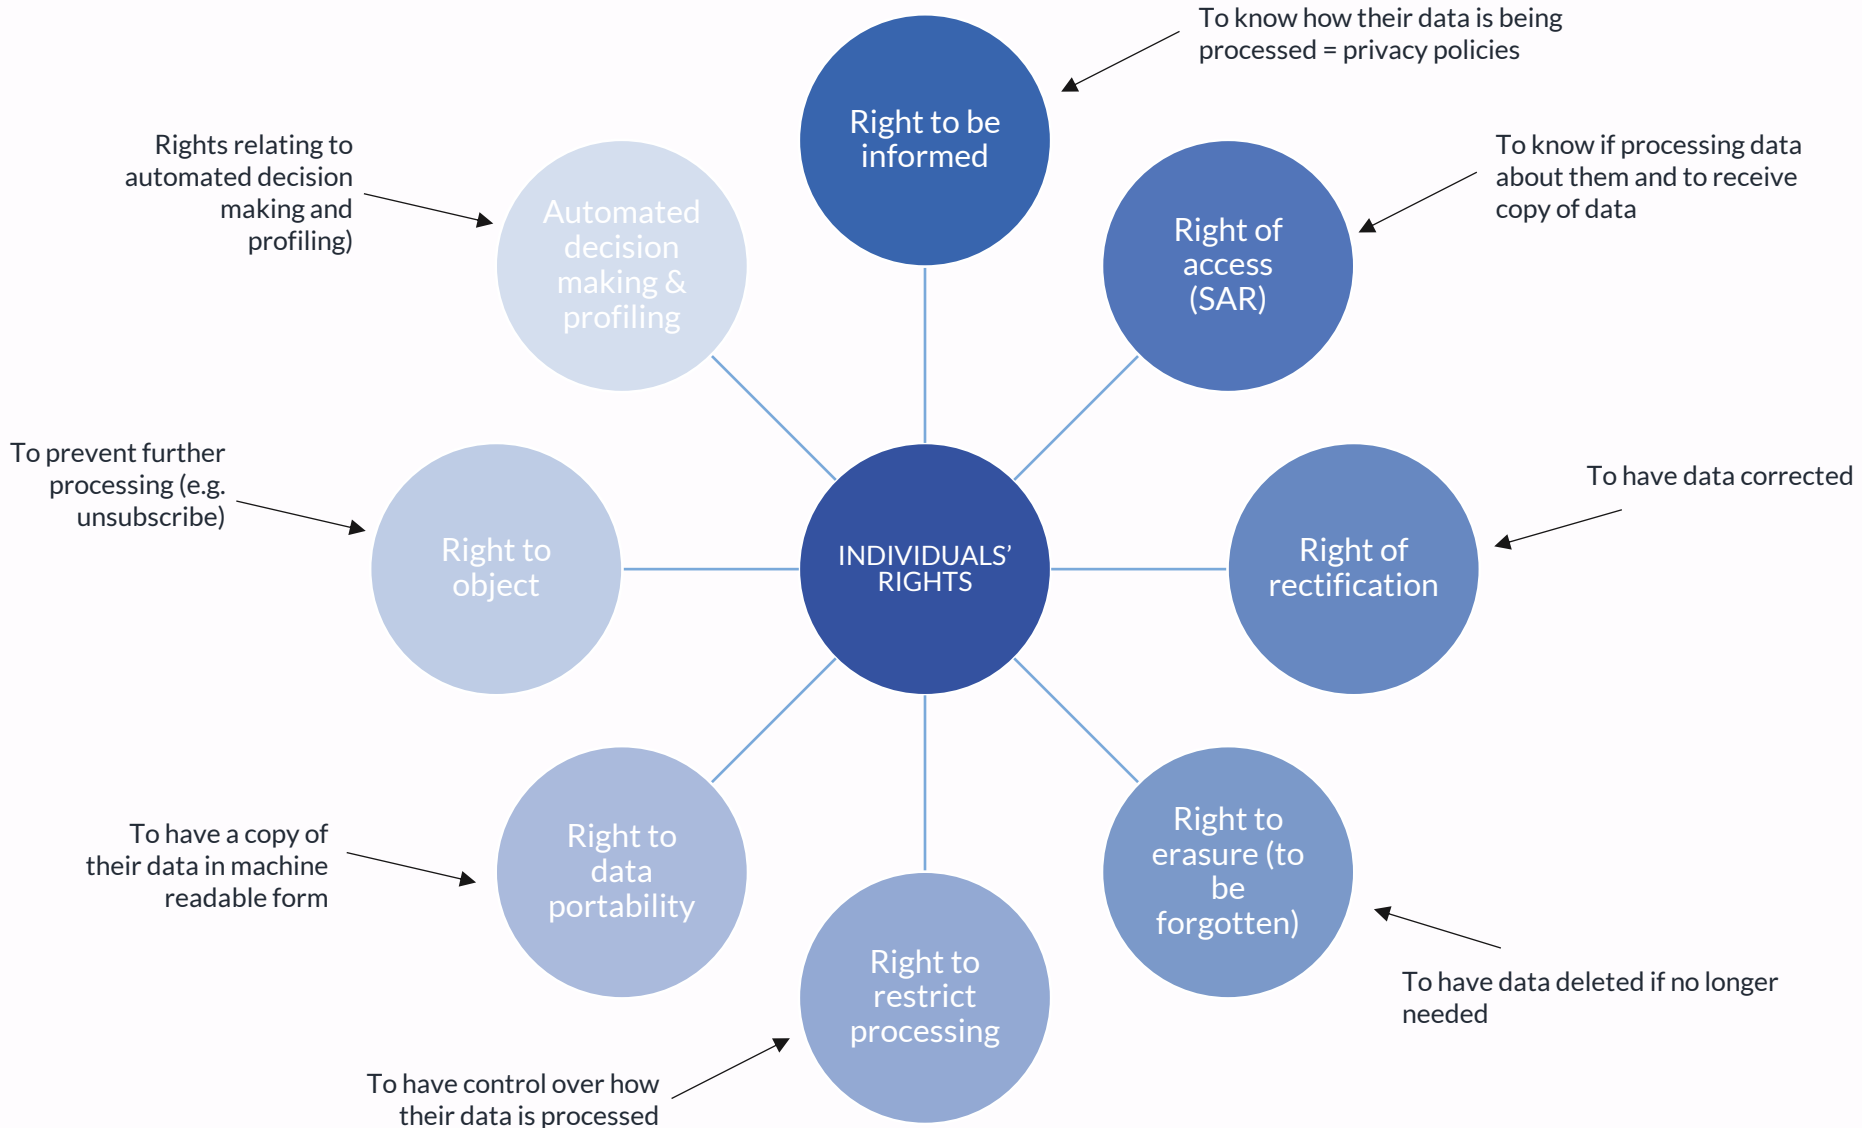 To know how their data is being
processed = privacy policies
Right to be
informed
To know if processing data
about them and to receive
copy of data
Right of
access
(SAR)
To have data corrected
Right of
rectification
Right to
erasure (to
be
forgotten)
To have data deleted if no longer
needed
Right to
restrict
processing
To have control over how
their data is processed
Right to
data
portability
To have a copy of
their data in machine
readable form
Right to
object
To prevent further
processing (e.g.
unsubscribe)
Automated
decision
making &
profiling
Rights relating to
automated decision
making and
profiling)
INDIVIDUALS’
RIGHTS